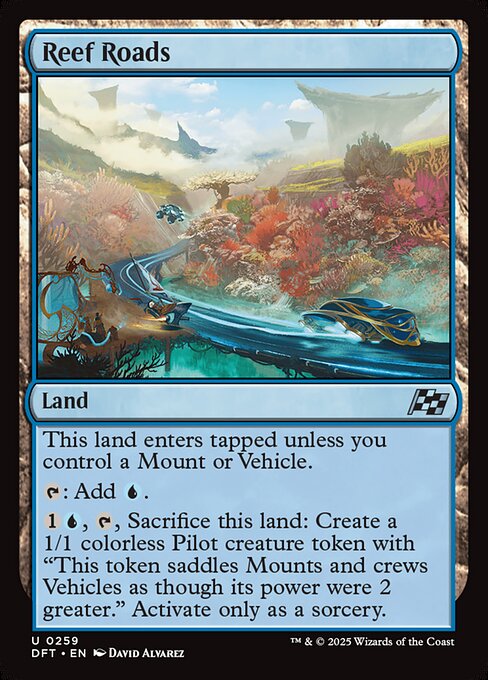 Reef Roads
Land
This land enters tapped unless you
control a Mount or Vehicle.
: Add .
1, , Sacrifice this land: Create a
1/1 colorless Pilot creature token with
“This token saddles Mounts and crews
Vehicles as though its power were 2
greater.” Activate only as a sorcery.
U 0259
DFT • EN DAVID ALVAREZ
™ & © 2025 Wizards of the Coast